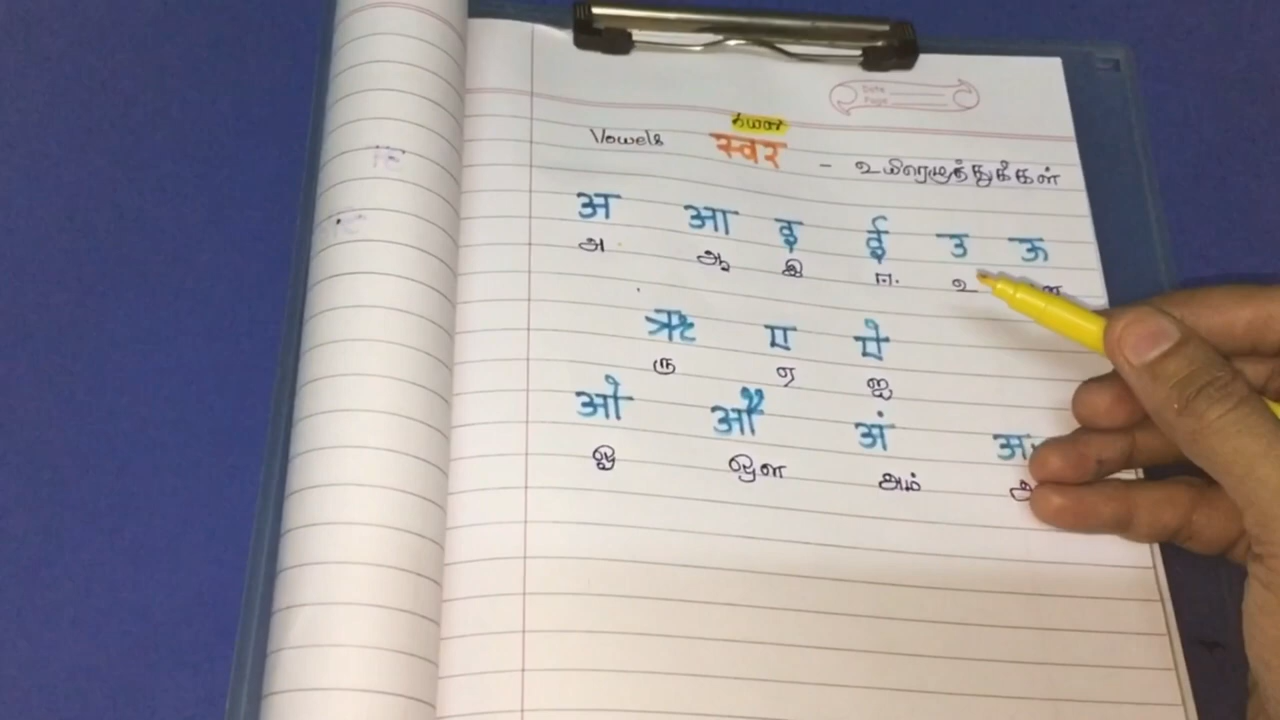 Date
Page
Vowels स्वर - உயிரெழுத்துக்கள்
அ आ इ ई उ ऊ
அ ஆ இ ஈ உ
ऋ ए ऐ
ரு ஏ ஐ
ओ औ अं
ஓ ஔ அம்